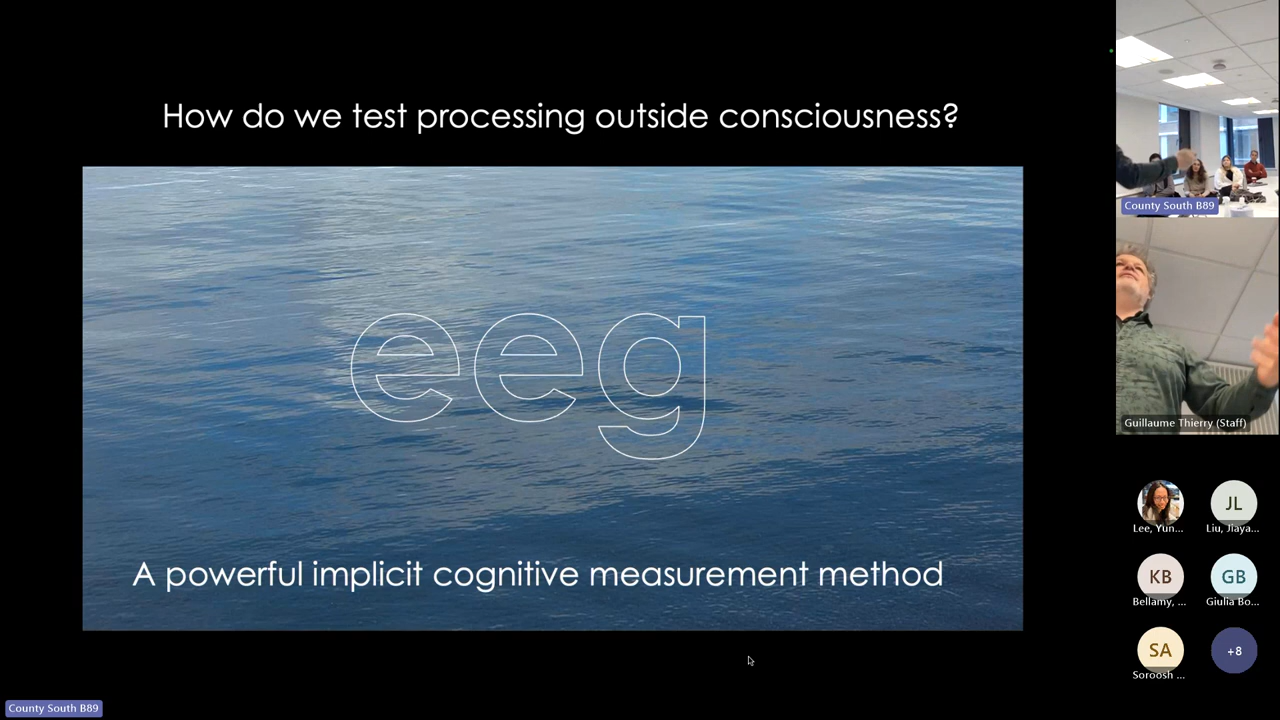 How do we test processing outside consciousness?
eeg
A powerful implicit cognitive measurement method
County South B89
County South B89
Guillaume Thierry (Staff)
Lee, Yun...
JL
Liu, Jiaya...
KB
Bellamy, ...
GB
Giulia Bo...
SA
Soroosh ...
+8